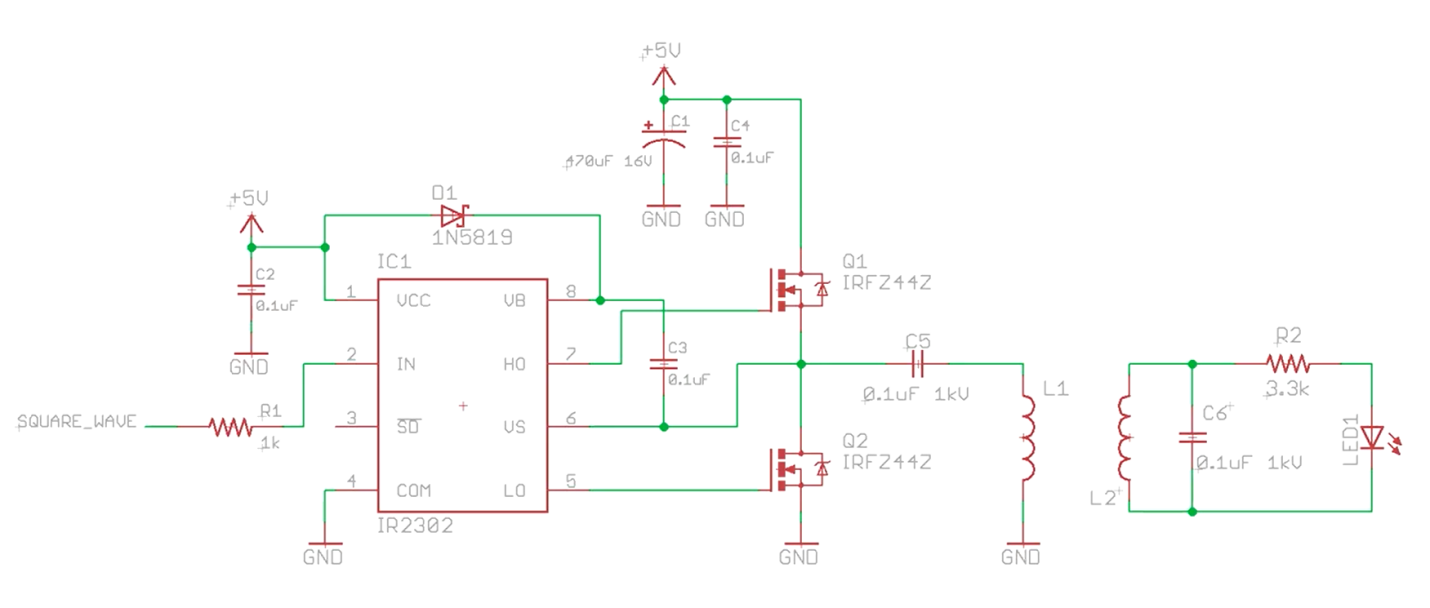 +5V
C1
470uF 16V
C4
0.1uF
GND
GND
+5V
D1
1N5819
C2
0.1uF
GND
IC1
1
VCC
VB
8
2
IN
HO
7
3
SD
VS
6
4
COM
LO
5
IR2302
GND
SQUARE_WAVE
R1
1k
C3
0.1uF
Q1
IRFZ44Z
Q2
IRFZ44Z
GND
C5
0.1uF 1kV
L1
GND
L2
C6
0.1uF 1kV
R2
3.3k
LED1